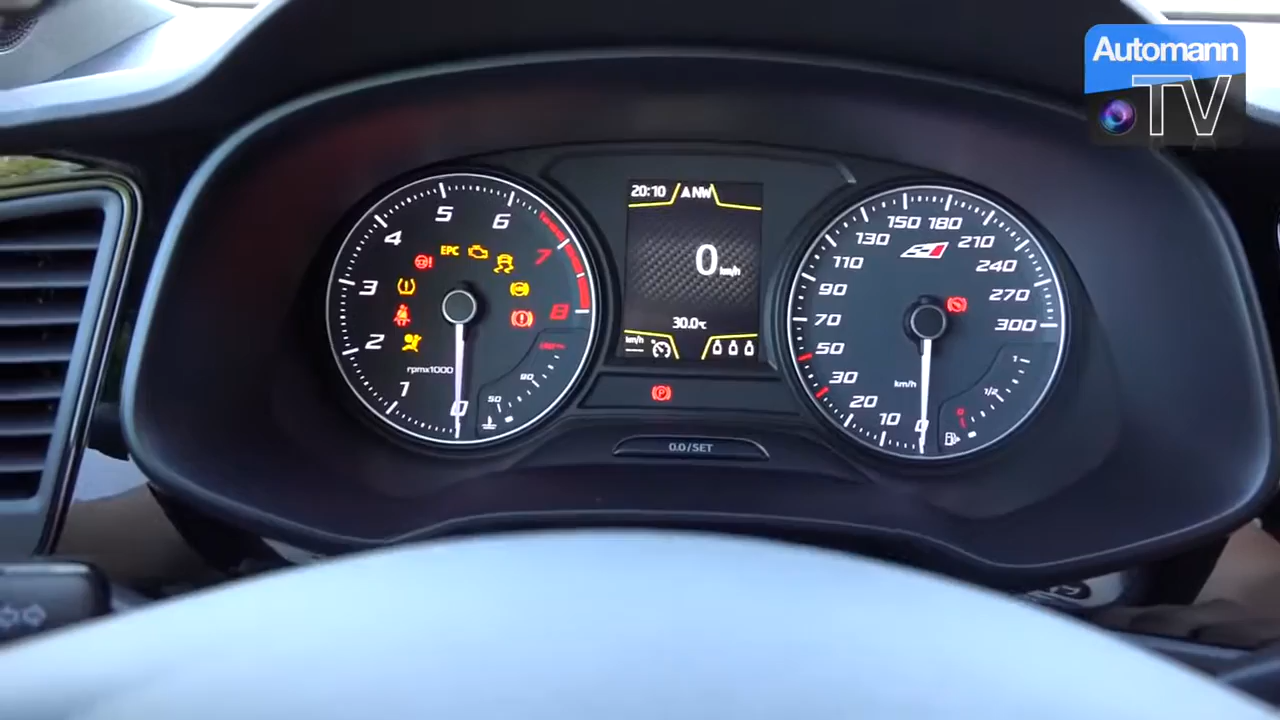 Automann
TV
20:10
A NW
0 km/h
30.0°C
km/h
EPC
1
2
3
4
5
6
7
8
0
rpmx1000
50
90
P
0.0/SET
0
10
20
30
50
70
90
110
130
150
180
210
240
270
300
km/h
1
1/2
0